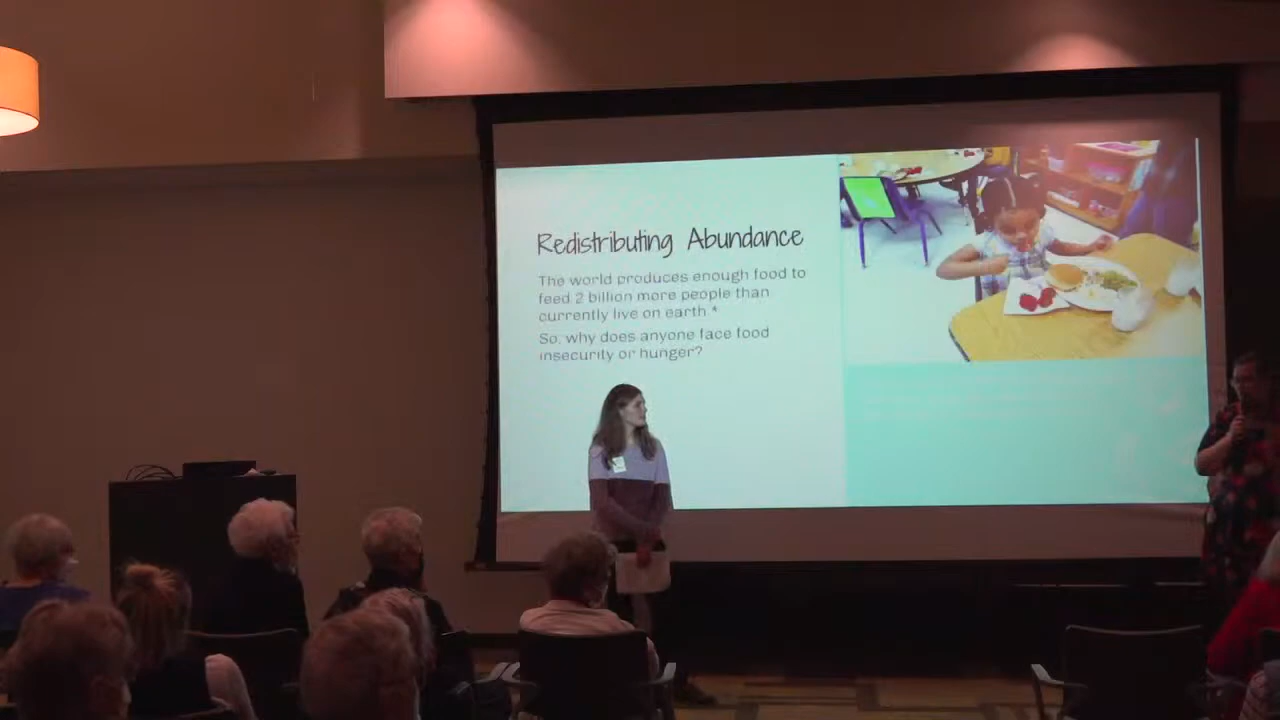 Redistributing Abundance
The world produces enough food to
feed 2 billion more people than
currently live on earth.*
So, why does anyone face food
insecurity or hunger?